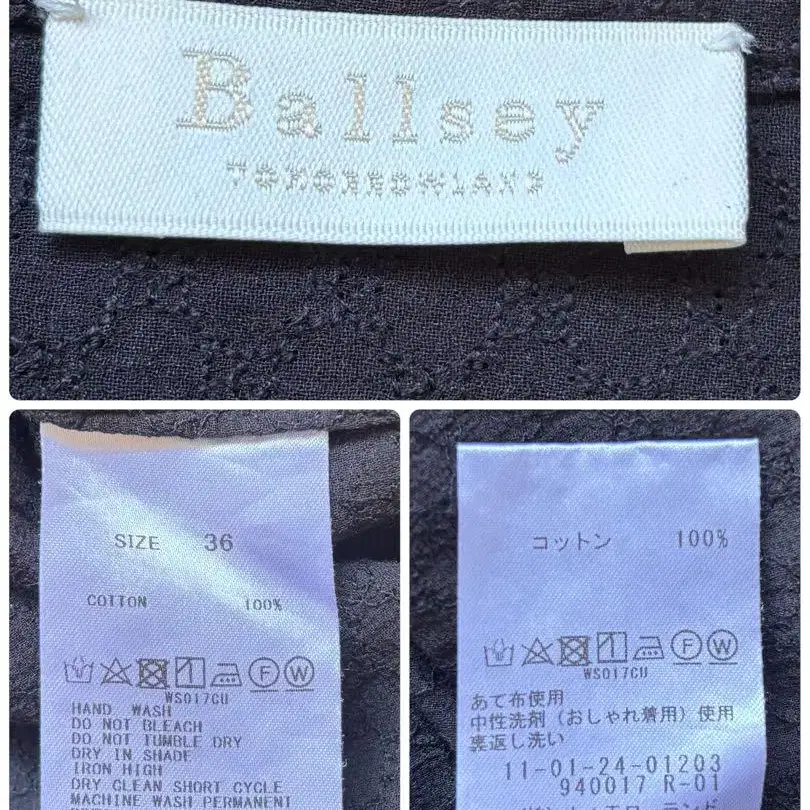 Ballsey
TOMORROWLAND
SIZE 36
COTTON 100%
WS017CU
HAND WASH
DO NOT BLEACH
DO NOT TUMBLE DRY
DRY IN SHADE
IRON HIGH
DRY CLEAN SHORT CYCLE
MACHINE WASH PERMANENT
コットン 100%
F W
WS017CU
あて布使用
中性洗剤（おしゃれ着用）使用
裏返し洗い
11-01-24-01203
940017 R-01